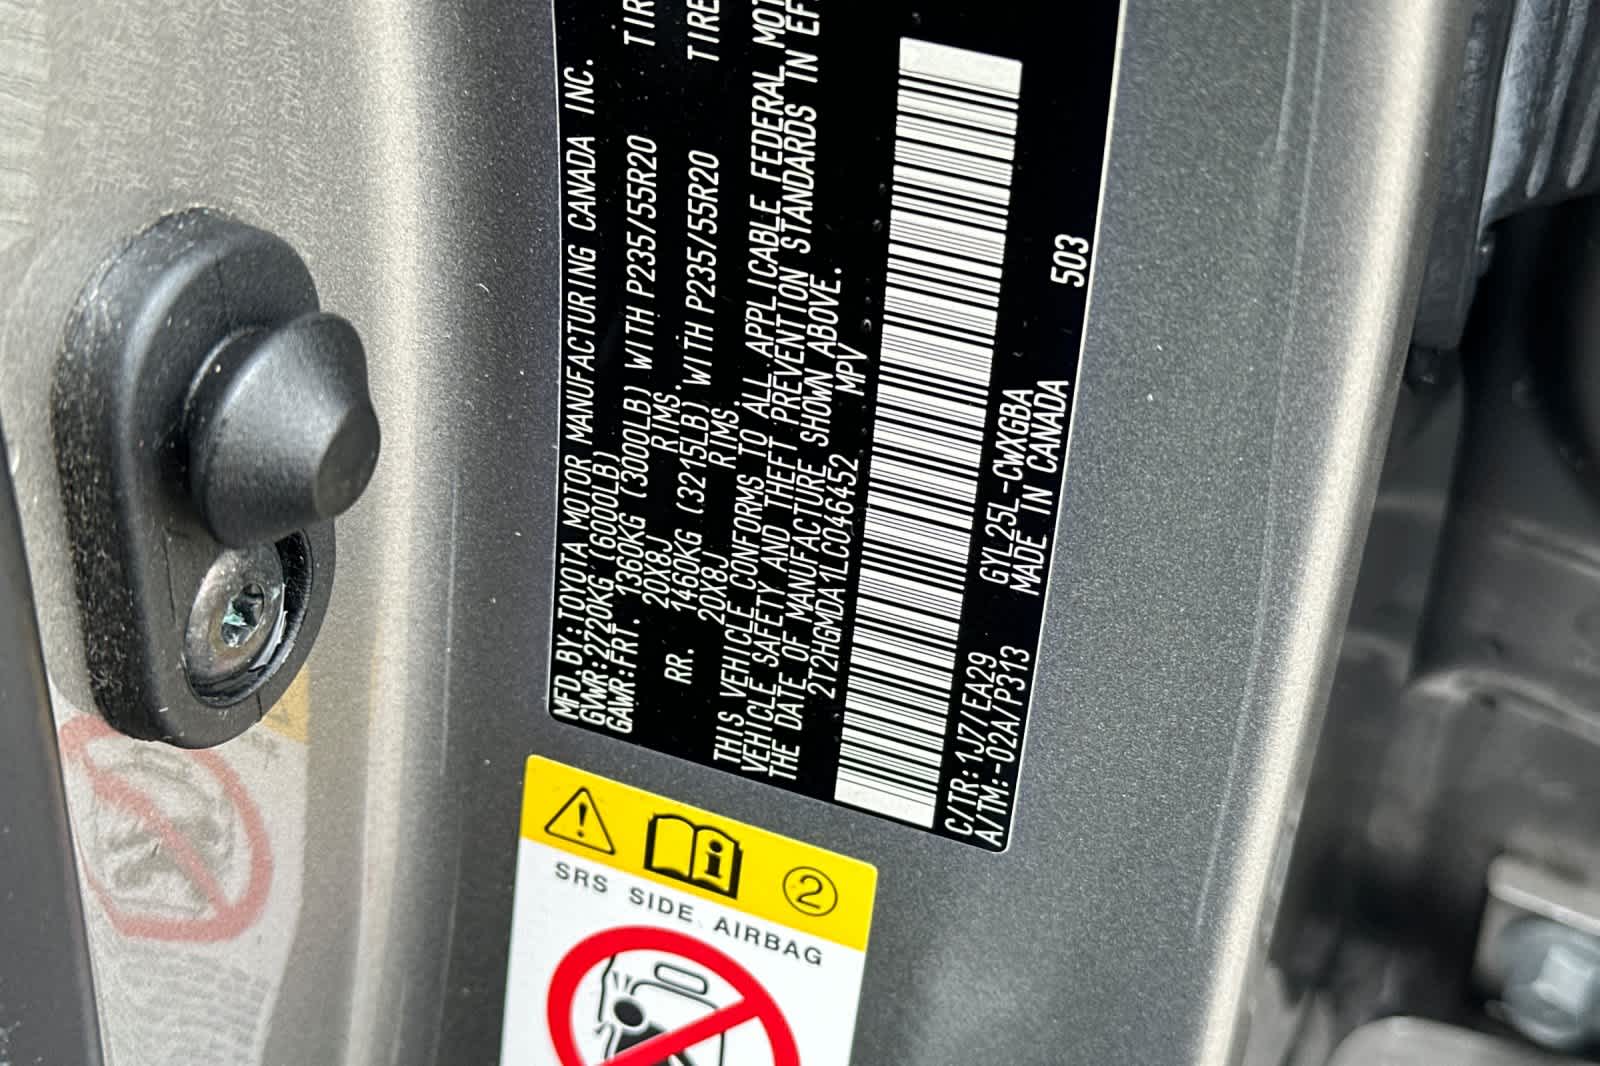 MFD.BY:TOYOTA MOTOR MANUFACTURING CANADA INC.
GVWR:2720KG(6000LB)
GAWR:FRT. 1360KG(3000LB) WITH P235/55R20
20X8J RIMS.
RR. 1460KG(3215LB) WITH P235/55R20
20X8J RIMS.
THIS VEHICLE CONFORMS TO ALL APPLICABLE FEDERAL
VEHICLE SAFETY AND THEFT PREVENTION STANDARDS IN
THE DATE OF MANUFACTURE SHOWN ABOVE.
2T2HGMDA1LC046452 MPV
503
C/TR:1J7/EA29 GYL25L-CWXGBA
A/TM:-02A/P313 MADE IN CANADA
2
SRS SIDE AIRBAG